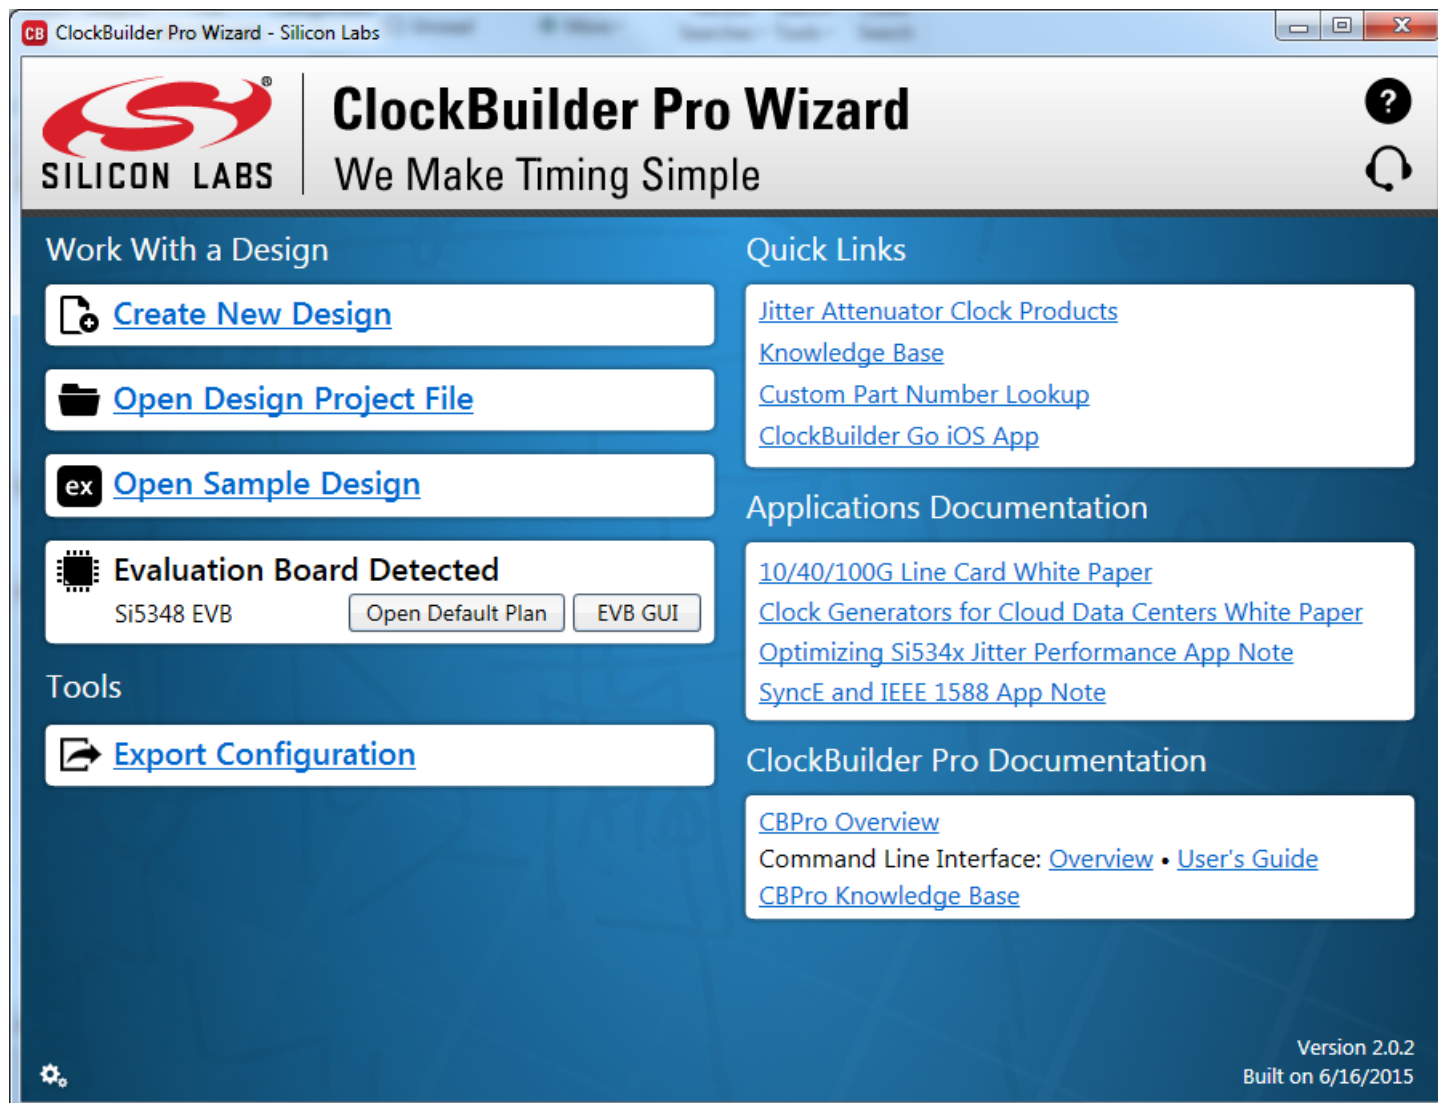 CB ClockBuilder Pro Wizard - Silicon Labs
SILICON LABS
®
ClockBuilder Pro Wizard
We Make Timing Simple
?
Work With a Design
Create New Design
Open Design Project File
ex Open Sample Design
Evaluation Board Detected
Si5348 EVB Open Default Plan EVB GUI
Tools
Export Configuration
Quick Links
Jitter Attenuator Clock Products
Knowledge Base
Custom Part Number Lookup
ClockBuilder Go iOS App
Applications Documentation
10/40/100G Line Card White Paper
Clock Generators for Cloud Data Centers White Paper
Optimizing Si534x Jitter Performance App Note
SyncE and IEEE 1588 App Note
ClockBuilder Pro Documentation
CBPro Overview
Command Line Interface: Overview • User's Guide
CBPro Knowledge Base
Version 2.0.2
Built on 6/16/2015